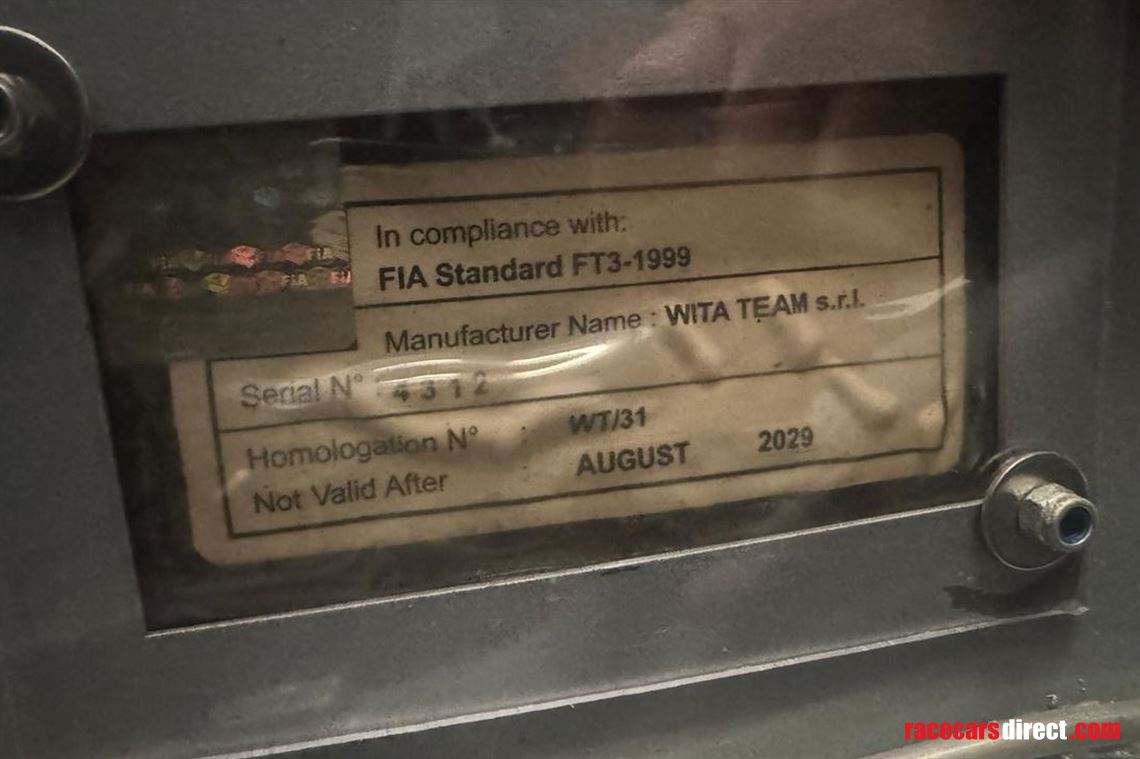 In compliance with:
FIA Standard FT3-1999
Manufacturer Name : WITA TEAM s.r.l.
Serial N° : 4312
Homologation N° : WT/31
Not Valid After AUGUST 2029
racecarsdirect.com